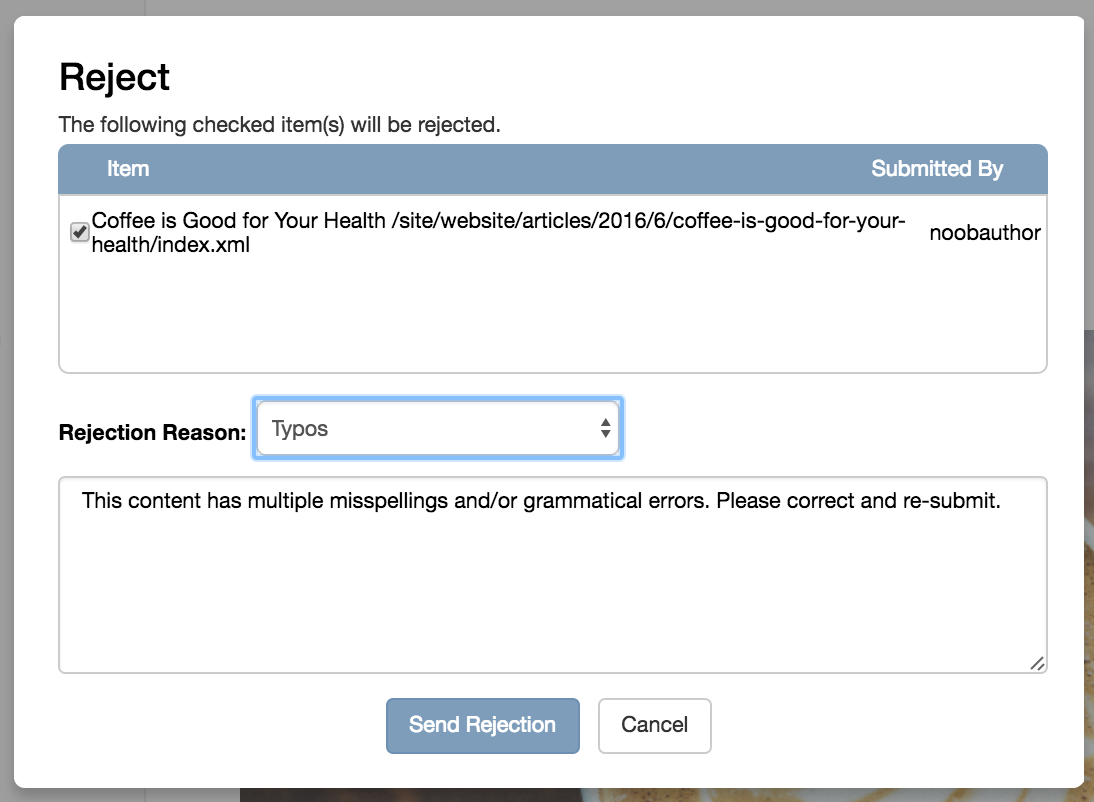 Reject
The following checked item(s) will be rejected.
Item Submitted By
Coffee is Good for Your Health /site/website/articles/2016/6/coffee-is-good-for-your-
health/index.xml
noobauthor
Rejection Reason: Typos
This content has multiple misspellings and/or grammatical errors. Please correct and re-submit.
Send Rejection Cancel